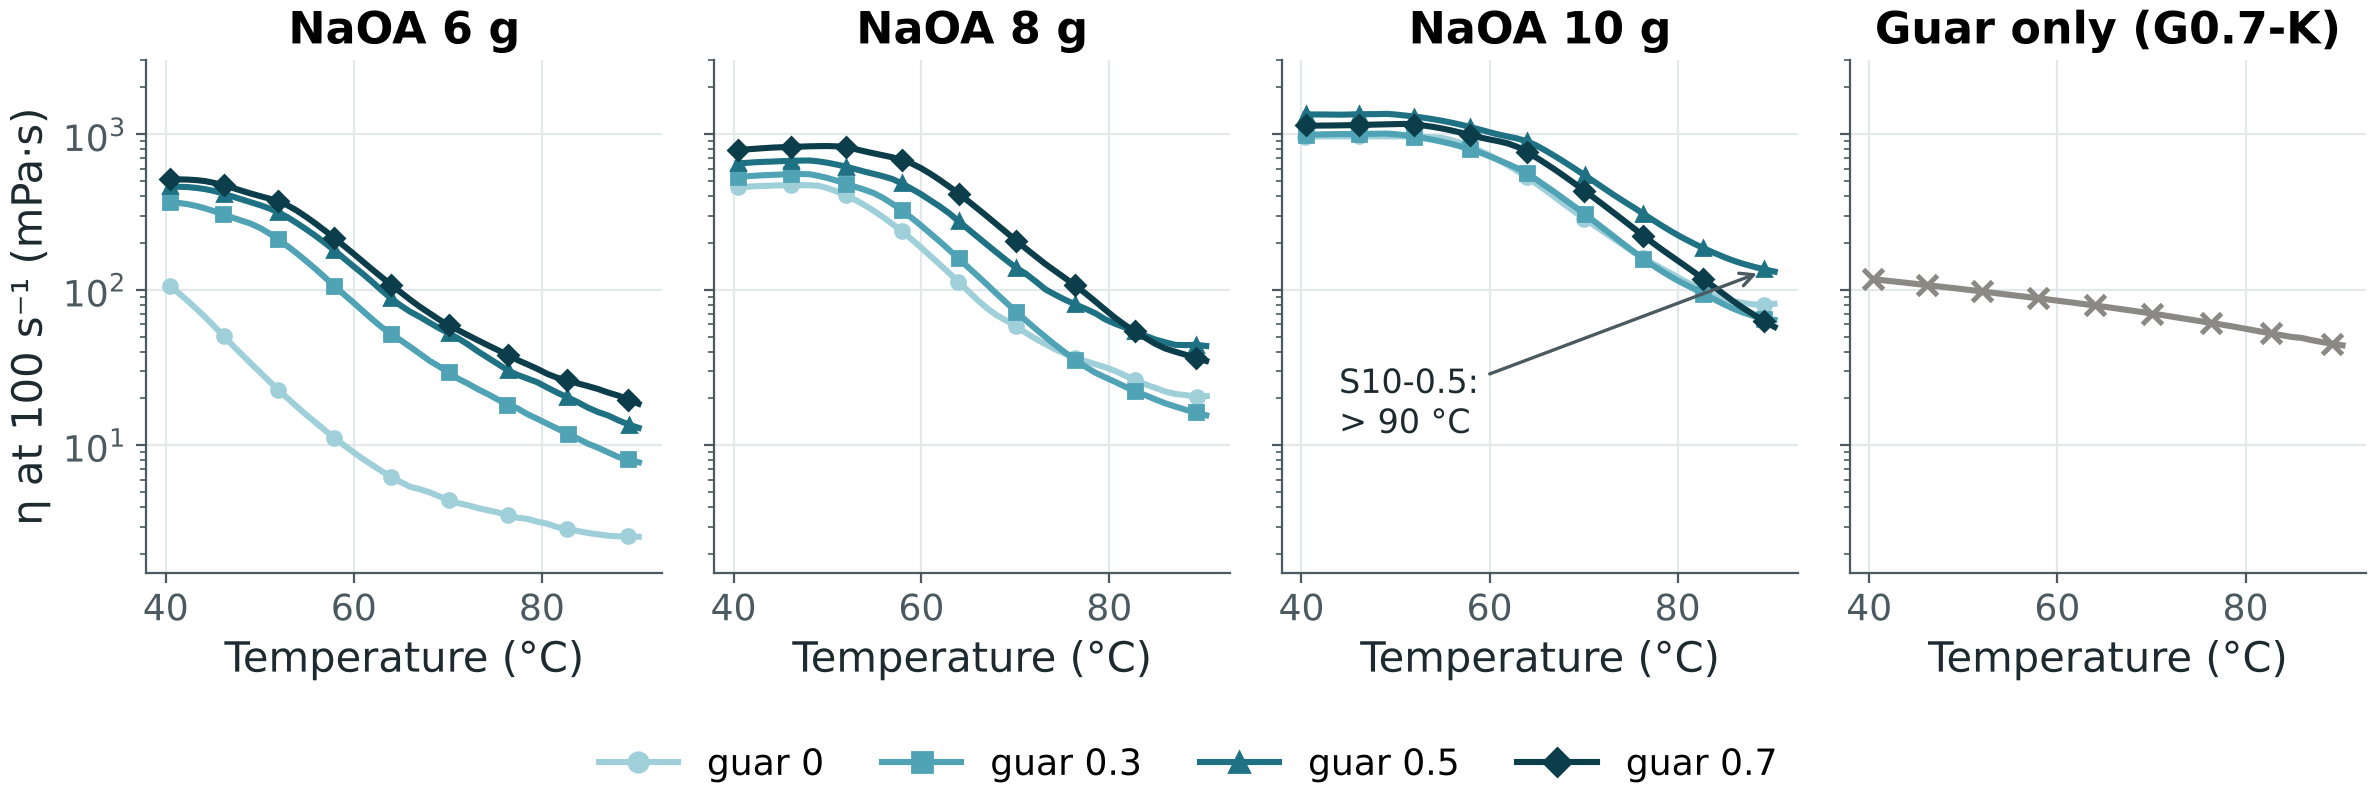 NaOA 6 g
NaOA 8 g
NaOA 10 g
Guar only (G0.7-K)
η at 100 s⁻¹ (mPa·s)
10³
10²
10¹
S10-0.5:
> 90 °C
40 60 80
40 60 80
40 60 80
40 60 80
Temperature (°C)
Temperature (°C)
Temperature (°C)
Temperature (°C)
guar 0
guar 0.3
guar 0.5
guar 0.7